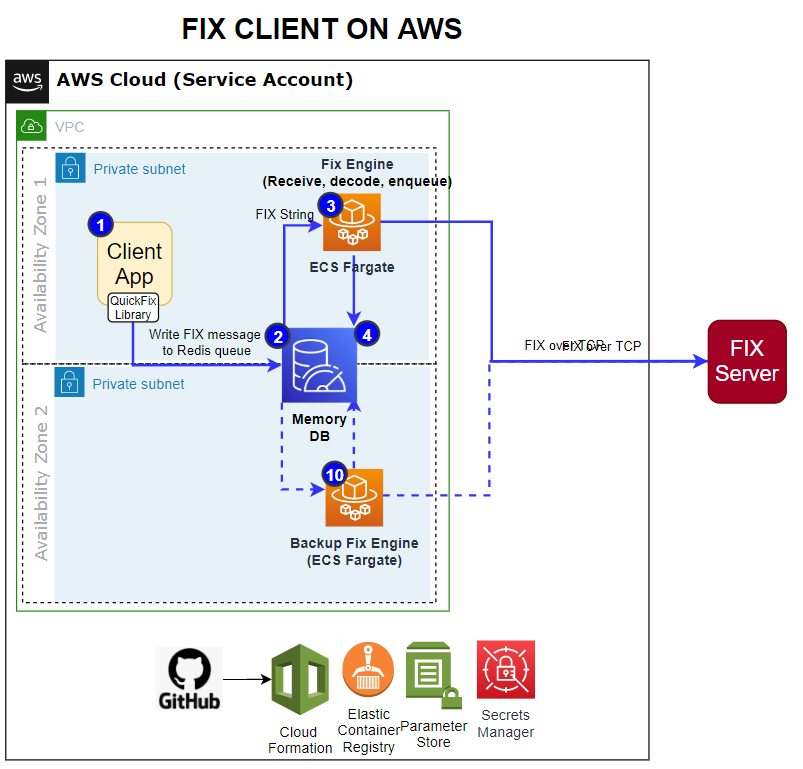 FIX CLIENT ON AWS
aws
AWS Cloud (Service Account)
VPC
Availability Zone 1
Private subnet
Fix Engine
(Receive, decode, enqueue)
1
Client
App
QuickFix
Library
FIX String
3
ECS Fargate
Write FIX message
to Redis queue
2
4
FIX over TCP
FIX over TCP
FIX
Server
Availability Zone 2
Private subnet
Memory
DB
10
Backup Fix Engine
(ECS Fargate)
GitHub
Cloud
Formation
Elastic
Container
Registry
Parameter
Store
Secrets
Manager